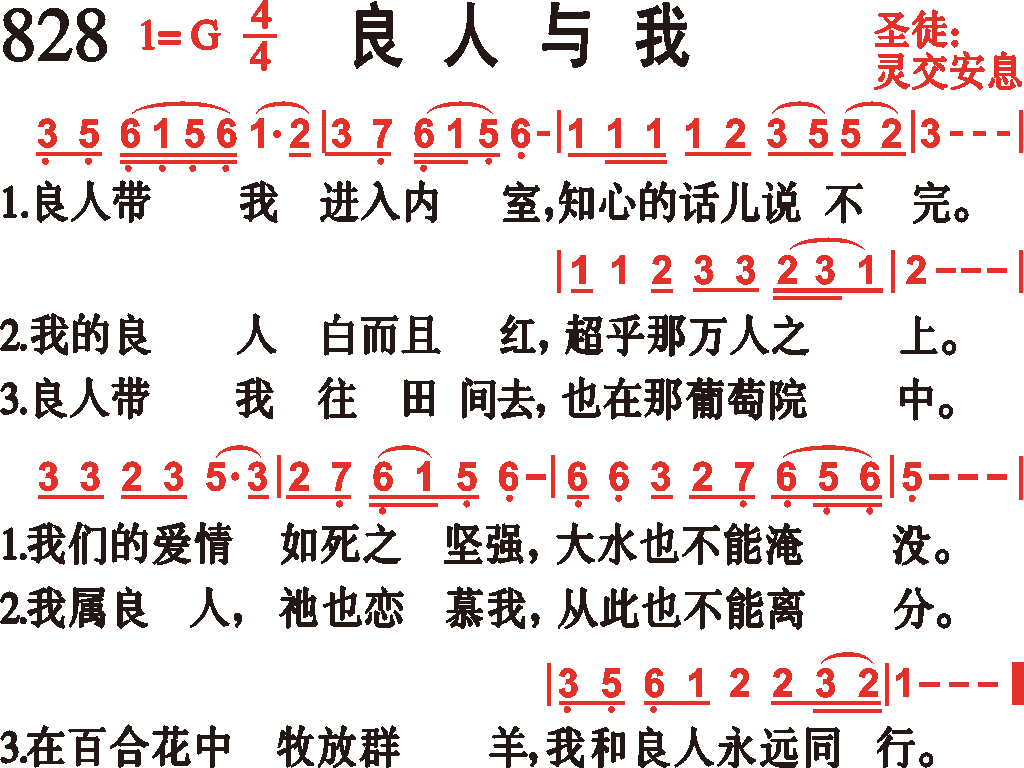 828 1=G 4/4 良人与我 圣徒：
灵交安息
3 5 6 1 5 6 1·2|3 7 6 1 5 6-|1 1 1 1 2 3 5 5 2|3---|
1.良人带 我 进入内 室,知心的话儿说 不 完。
|1 1 2 3 3 2 3 1|2---|
2.我的良 人 白而且 红,超乎那万人之 上。
3.良人带 我 往 田 间去,也在那葡萄院 中。
3 3 2 3 5·3|2 7 6 1 5 6-|6 6 3 2 7 6 5 6|5---|
1.我们的爱情 如死之 坚强,大水也不能淹 没。
2.我属良 人, 祂也恋 慕我,从此也不能离 分。
|3 5 6 1 2 2 3 2|1---|
3.在百合花中 牧放群 羊,我和良人永远同 行。